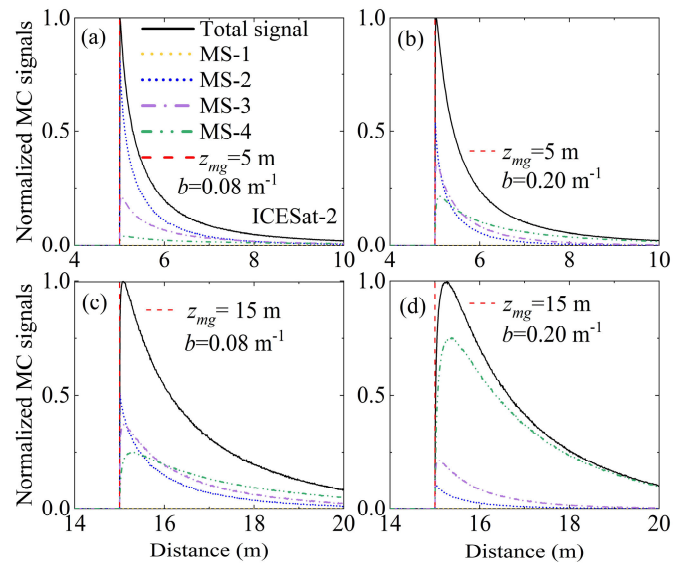 Normalized MC signals
1.0
0.5
0.0
(a)
Total signal
MS-1
MS-2
MS-3
MS-4
z_mg=5 m
b=0.08 m⁻¹
ICESat-2
4 6 8 10
1.0
0.5
0.0
(b)
z_mg=5 m
b=0.20 m⁻¹
4 6 8 10
Normalized MC signals
1.0
0.5
0.0
(c)
z_mg= 15 m
b=0.08 m⁻¹
14 16 18 20
Distance (m)
1.0
0.5
0.0
(d)
z_mg=15 m
b=0.20 m⁻¹
14 16 18 20
Distance (m)